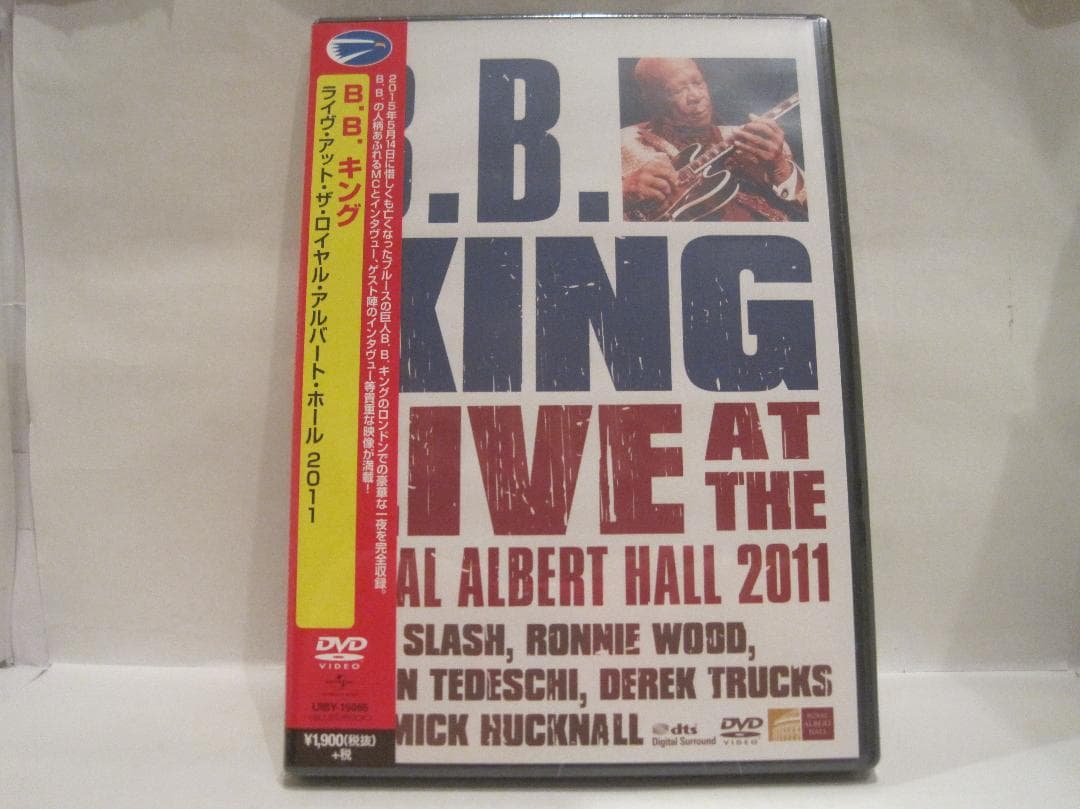 B.B. キング
ライヴ・アット・ザ・ロイヤル・アルバート・ホール 2011
2015年5月14日に惜しくも亡くなったブルースの巨人B.B.キングのロンドンでの豪華な一夜を完全収録。
B.B.の人柄あふれるMCとインタヴュー、ゲスト陣のインタヴュー等貴重な映像が満載!
DVD
VIDEO
¥1,900(税抜)
+税
B.B.
KING
LIVE AT
THE
AL ALBERT HALL 2011
SLASH, RONNIE WOOD,
N TEDESCHI, DEREK TRUCKS
MICK HUCKNALL
dts
Digital Surround
DVD
VIDEO
ROYAL
ALBERT
HALL